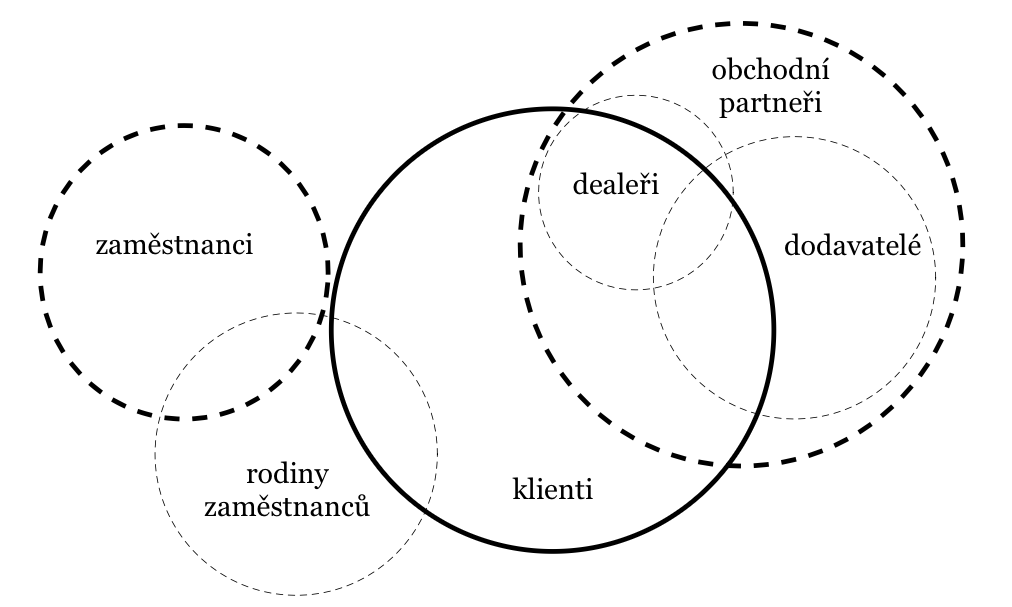 obchodní
partneři
dealeři
zaměstnanci
dodavatelé
rodiny
zaměstnanců
klienti